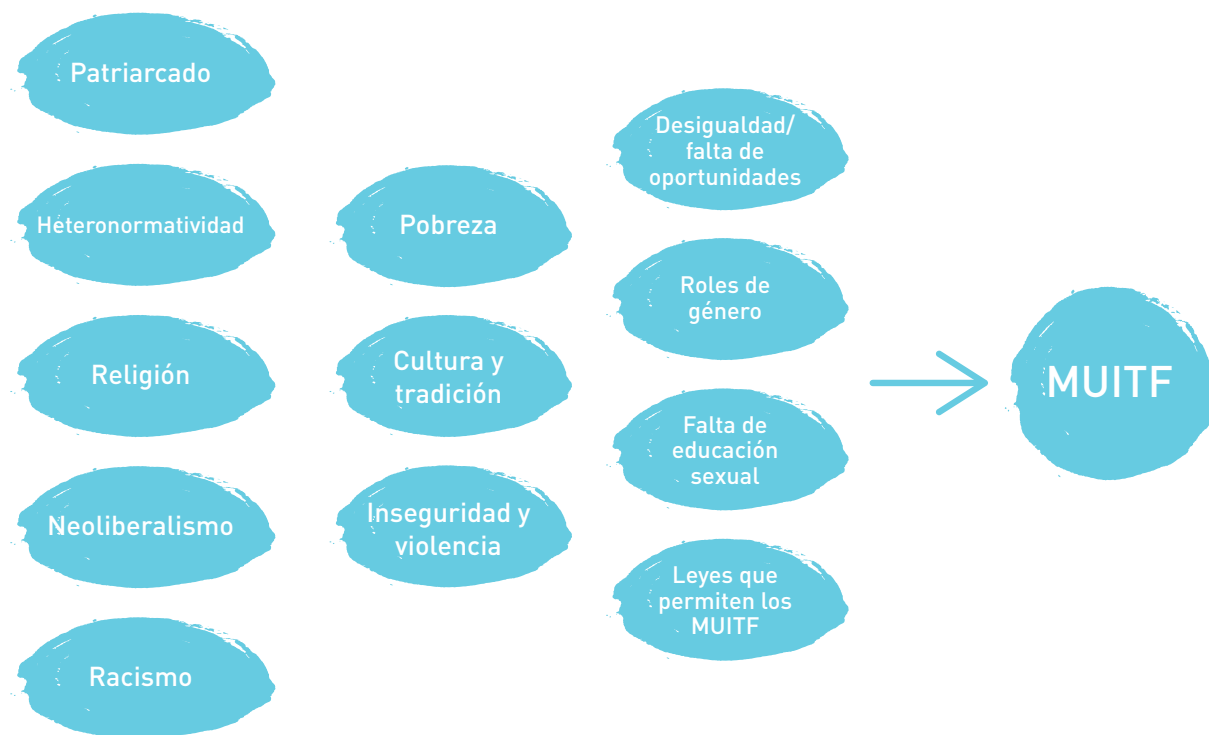 Patriarcado
Heteronormatividad
Religión
Neoliberalismo
Racismo
Pobreza
Cultura y
tradición
Inseguridad y
violencia
Desigualdad/
falta de
oportunidades
Roles de
género
Falta de
educación
sexual
Leyes que
permiten los
MUITF
MUITF